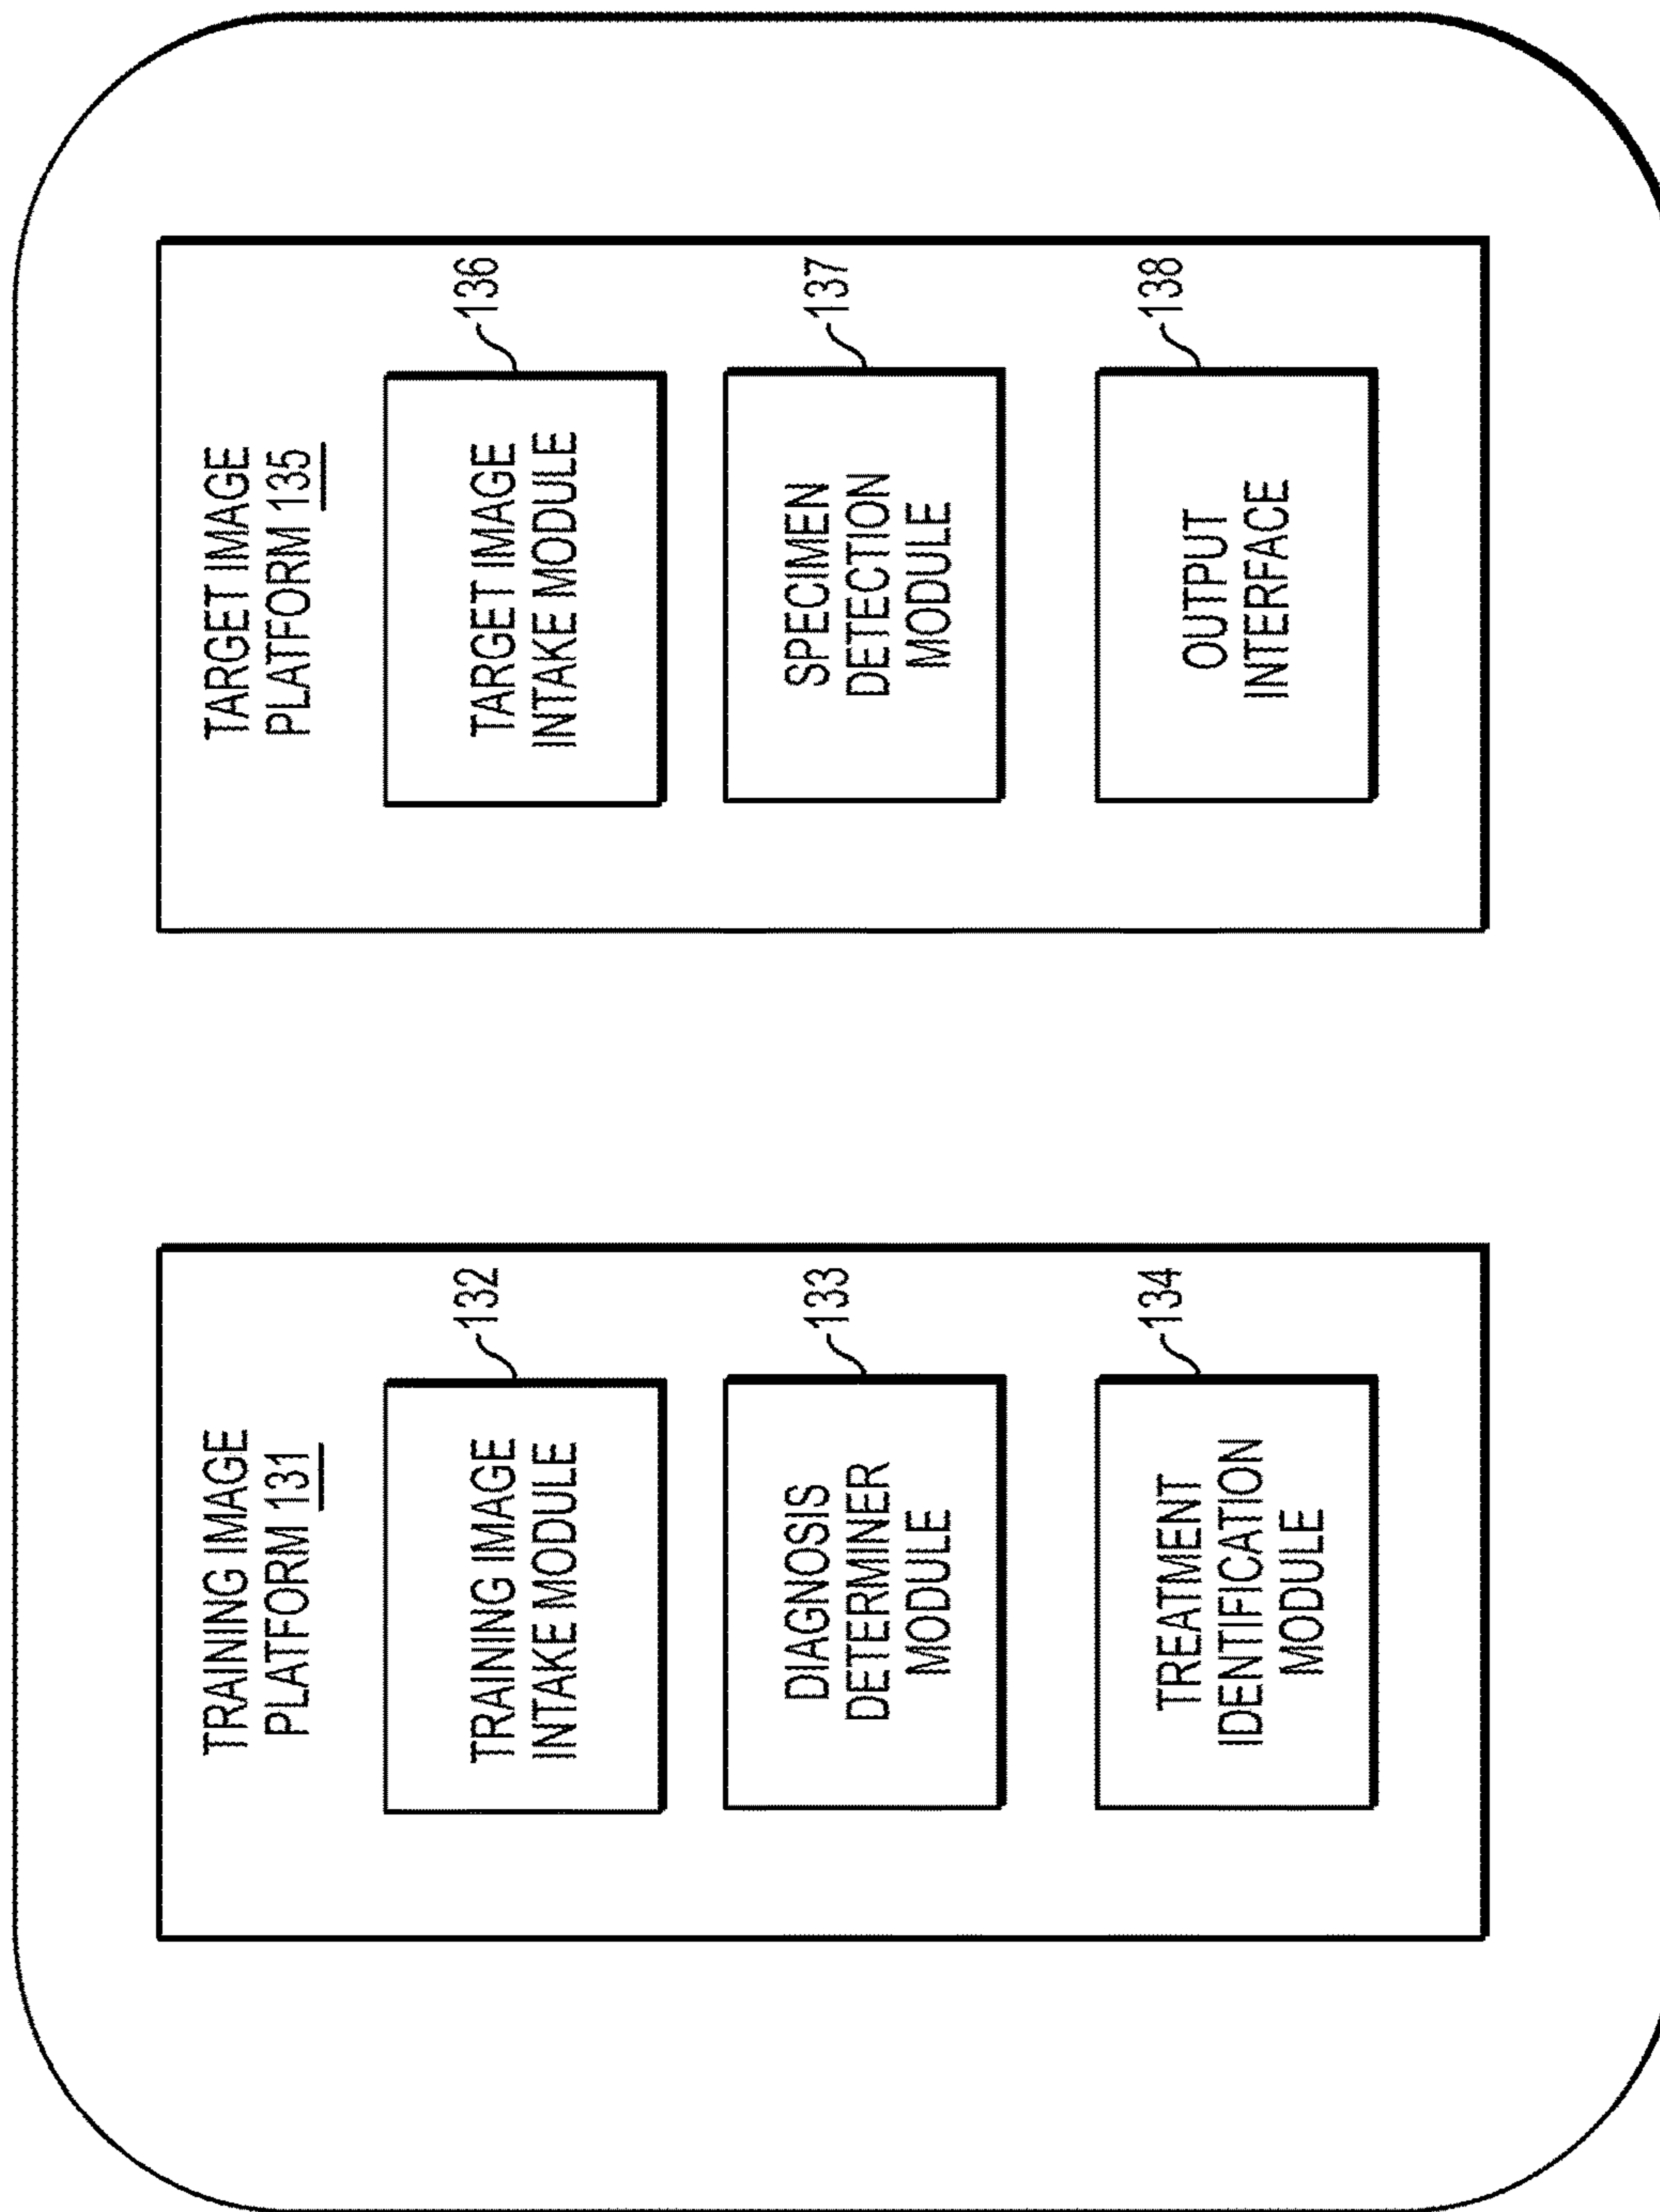 TRAINING IMAGE
PLATFORM 131
TRAINING IMAGE
INTAKE MODULE
132
DIAGNOSIS
DETERMINER
MODULE
133
TREATMENT
IDENTIFICATION
MODULE
134
TARGET IMAGE
PLATFORM 135
TARGET IMAGE
INTAKE MODULE
136
SPECIMEN
DETECTION
MODULE
137
OUTPUT
INTERFACE
138